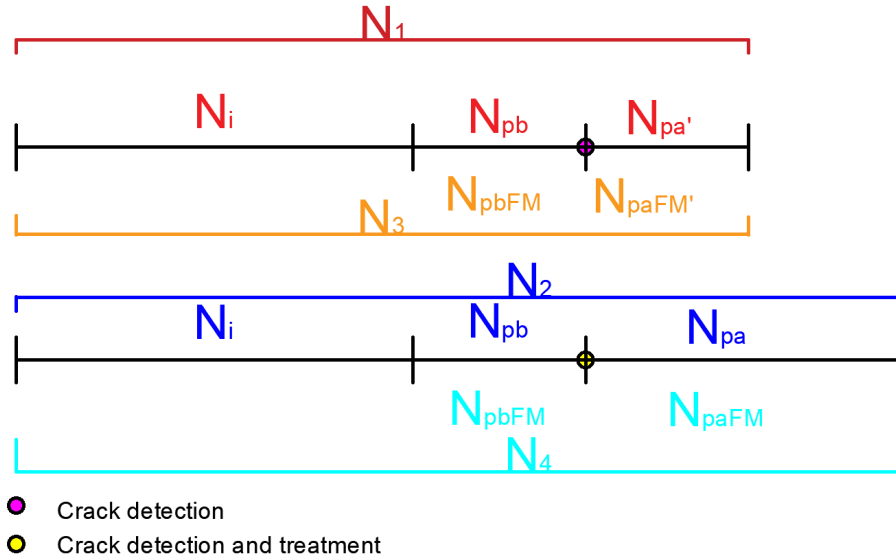 N1
Ni Npb Npa'
NpbFM NpaFM'
N3
N2
Ni Npb Npa
NpbFM NpaFM
N4
Crack detection
Crack detection and treatment